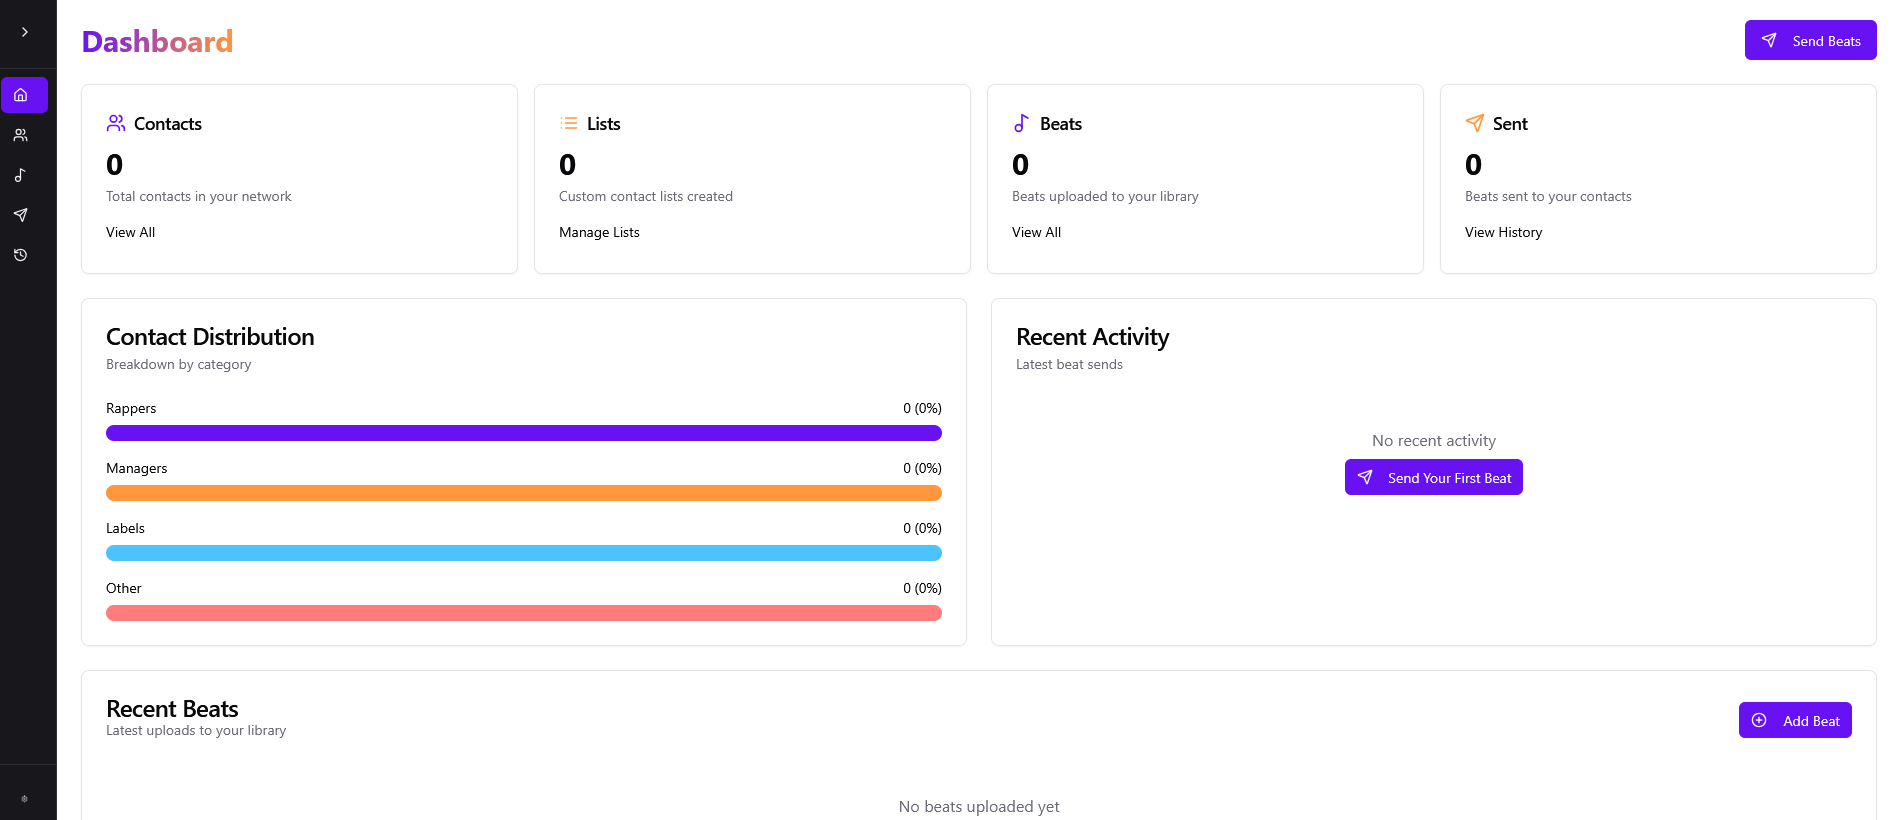 Dashboard
Send Beats
Contacts
0
Total contacts in your network
View All
Lists
0
Custom contact lists created
Manage Lists
Beats
0
Beats uploaded to your library
View All
Sent
0
Beats sent to your contacts
View History
Contact Distribution
Breakdown by category
Rappers 0 (0%)
Managers 0 (0%)
Labels 0 (0%)
Other 0 (0%)
Recent Activity
Latest beat sends
No recent activity
Send Your First Beat
Recent Beats
Latest uploads to your library
Add Beat
No beats uploaded yet